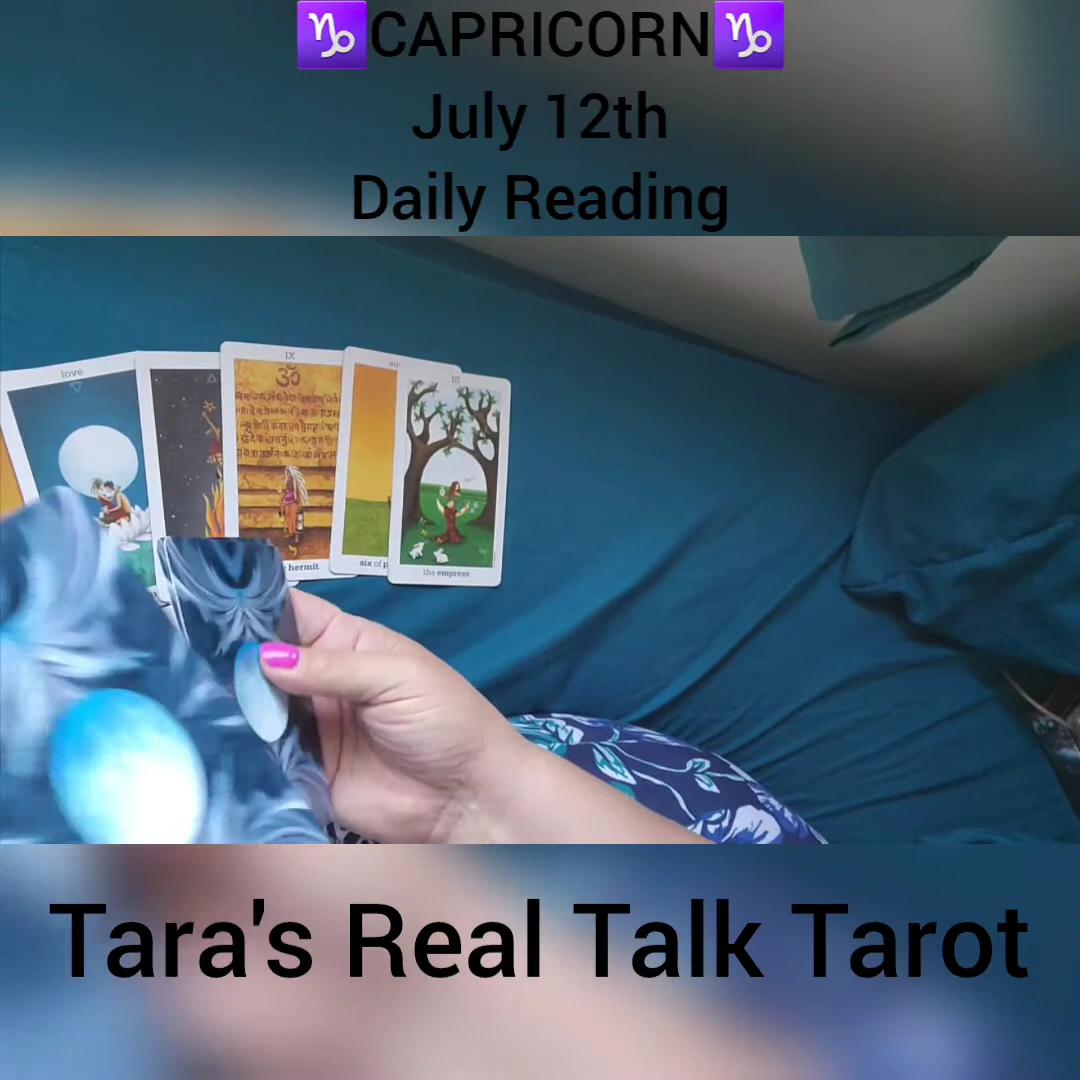 ♑CAPRICORN♑
July 12th
Daily Reading
love
IX
ॐ
III
hermit
six of p
the empress
Tara's Real Talk Tarot